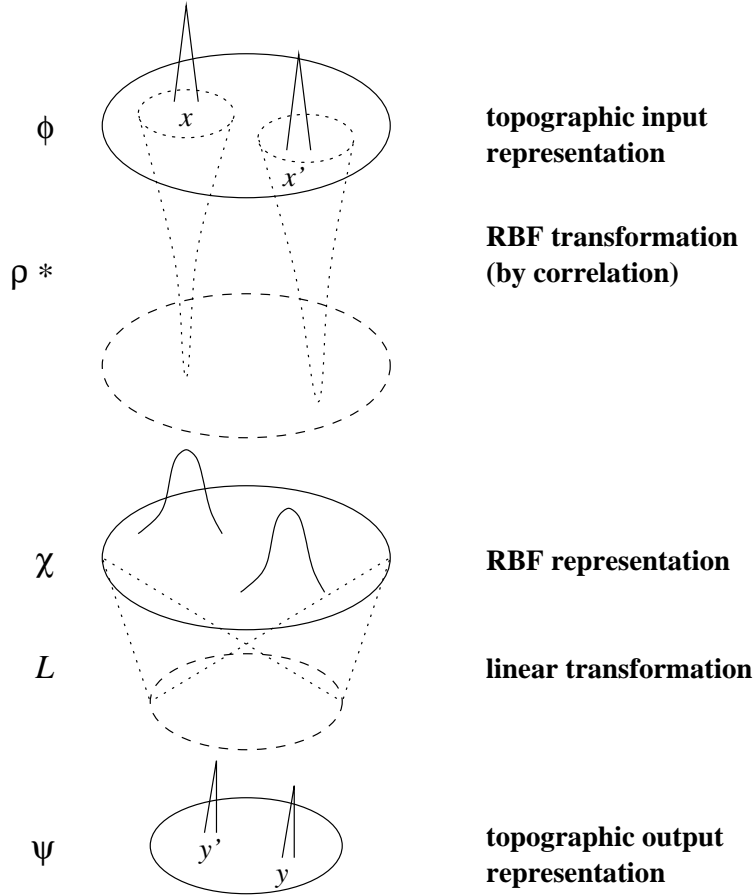 x
ϕ
topographic input
representation
x’
RBF transformation
(by correlation)
ρ *
χ
RBF representation
L
linear transformation
ψ
y’
y
topographic output
representation